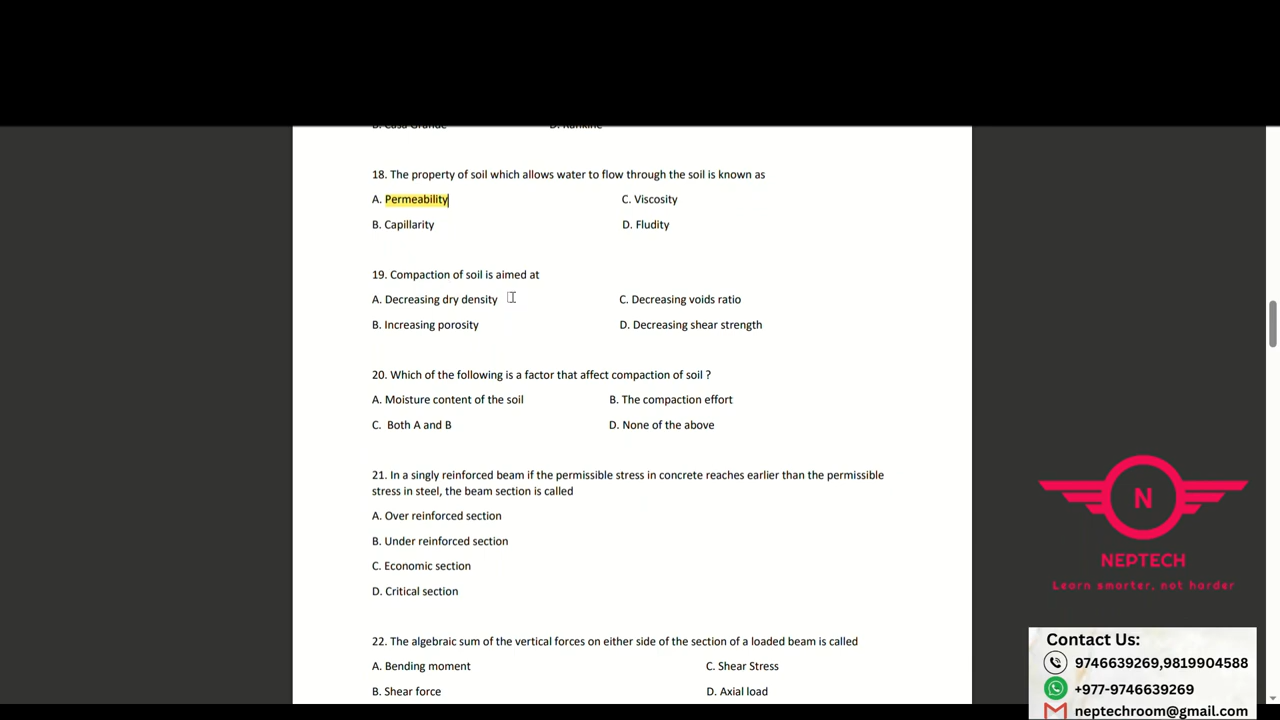 18. The property of soil which allows water to flow through the soil is known as
A. Permeability C. Viscosity
B. Capillarity D. Fludity
19. Compaction of soil is aimed at
A. Decreasing dry density C. Decreasing voids ratio
B. Increasing porosity D. Decreasing shear strength
20. Which of the following is a factor that affect compaction of soil ?
A. Moisture content of the soil B. The compaction effort
C. Both A and B D. None of the above
21. In a singly reinforced beam if the permissible stress in concrete reaches earlier than the permissible
stress in steel, the beam section is called
A. Over reinforced section
B. Under reinforced section
C. Economic section
D. Critical section
22. The algebraic sum of the vertical forces on either side of the section of a loaded beam is called
A. Bending moment C. Shear Stress
B. Shear force D. Axial load
N
NEPTECH
Learn smarter, not harder
Contact Us:
9746639269,9819904588
+977-9746639269
neptechroom@gmail.com